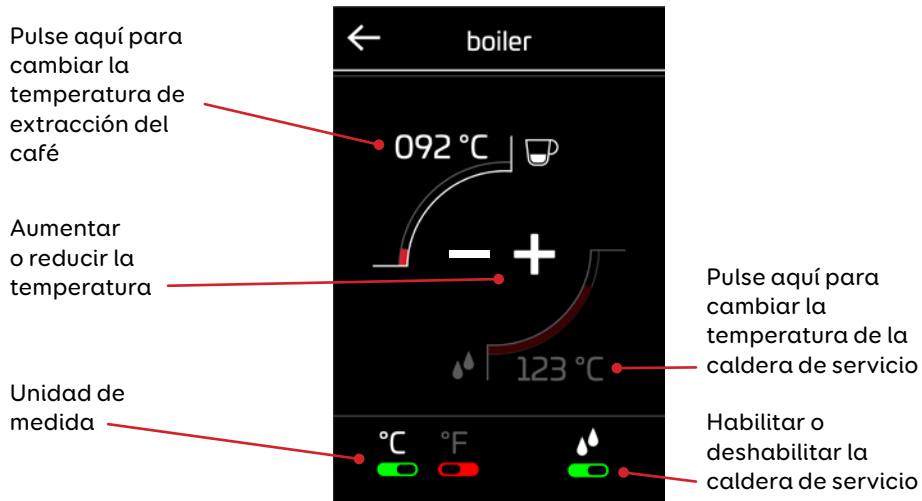 Pulse aquí para
cambiar la
temperatura de
extracción del
café
Aumentar
o reducir la
temperatura
Unidad de
medida
boiler
092 °C
123 °C
°C °F
Pulse aquí para
cambiar la
temperatura de la
caldera de servicio
Habilitar o
deshabilitar la
caldera de servicio